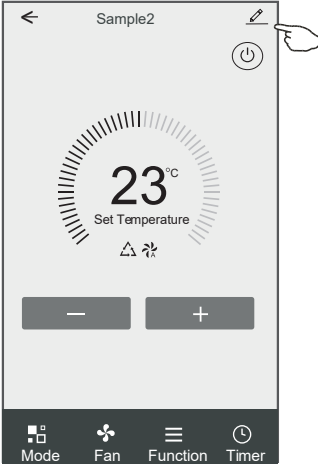 Sample2
23°C
Set Temperature
A
Mode Fan Function Timer